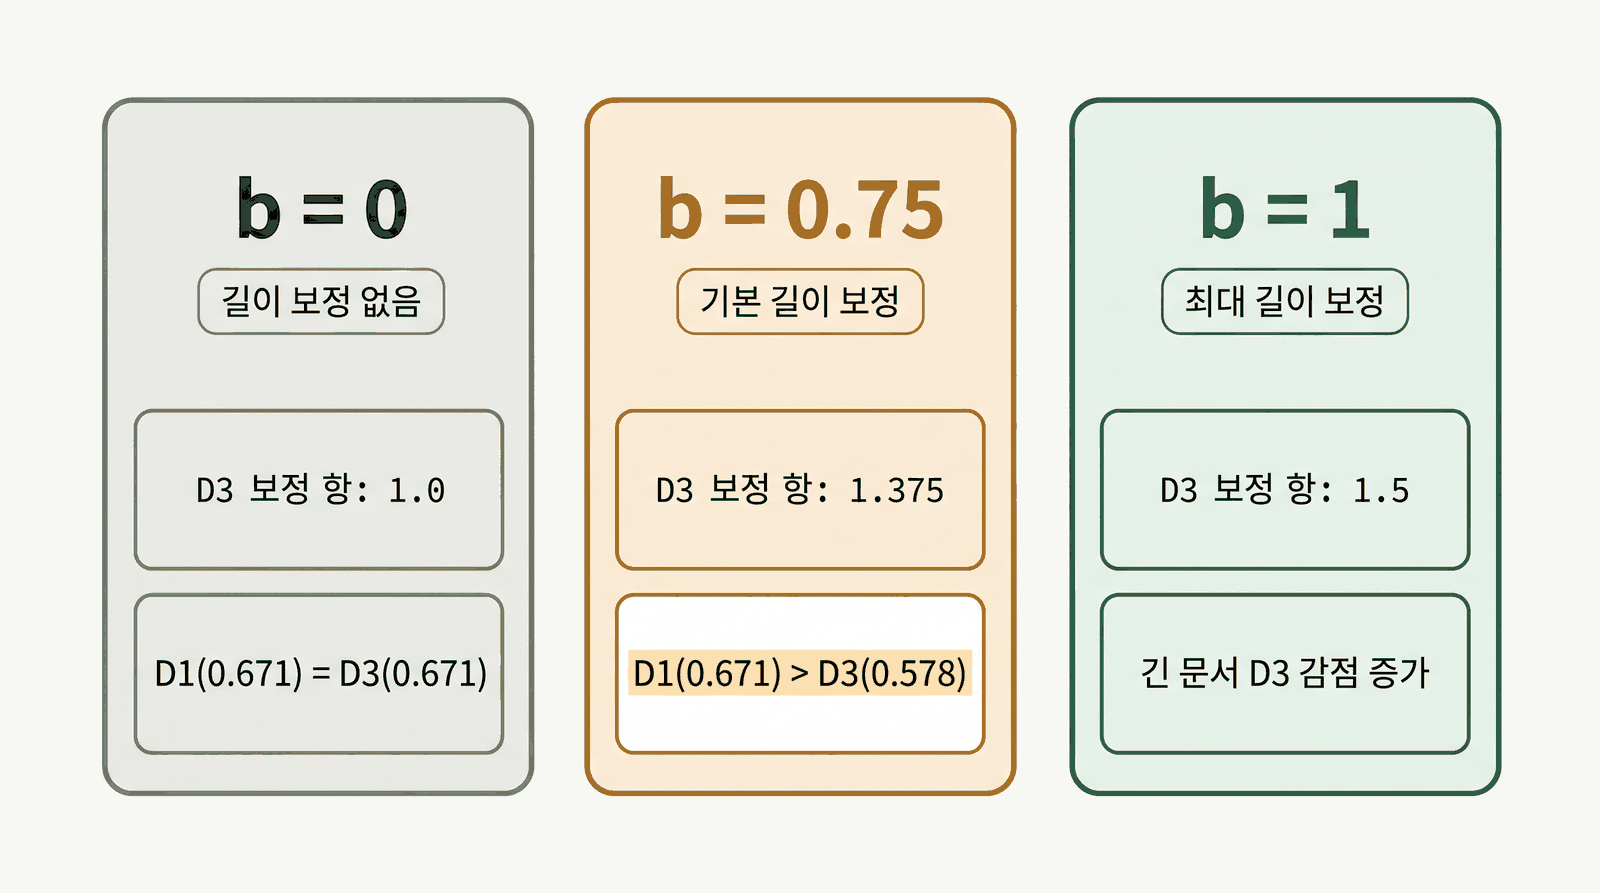 b = 0
길이 보정 없음
D3 보정 항: 1.0
D1(0.671) = D3(0.671)
b = 0.75
기본 길이 보정
D3 보정 항: 1.375
D1(0.671) > D3(0.578)
b = 1
최대 길이 보정
D3 보정 항: 1.5
긴 문서 D3 감점 증가